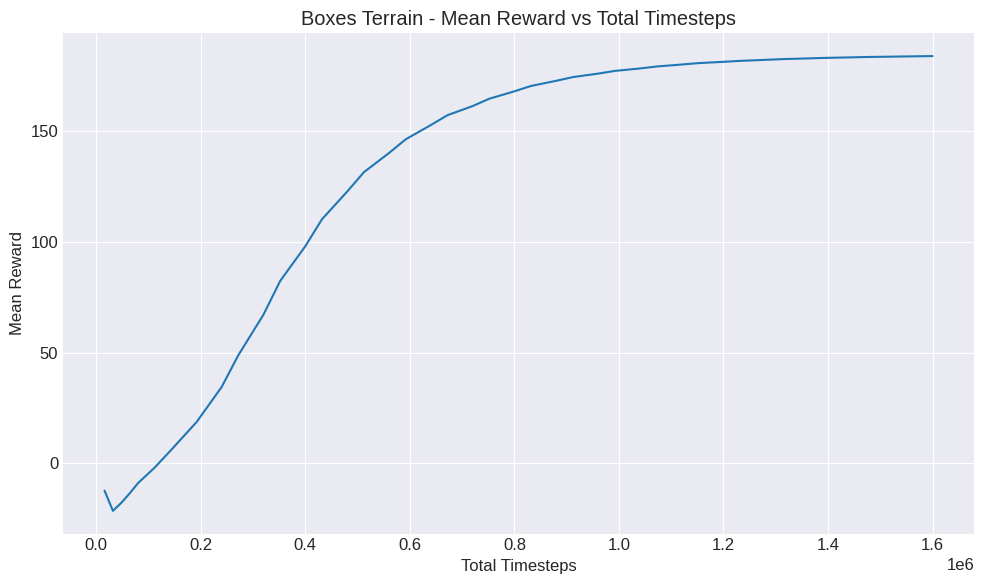 Boxes Terrain - Mean Reward vs Total Timesteps
Mean Reward
150
100
50
0
0.0 0.2 0.4 0.6 0.8 1.0 1.2 1.4 1.6
1e6
Total Timesteps